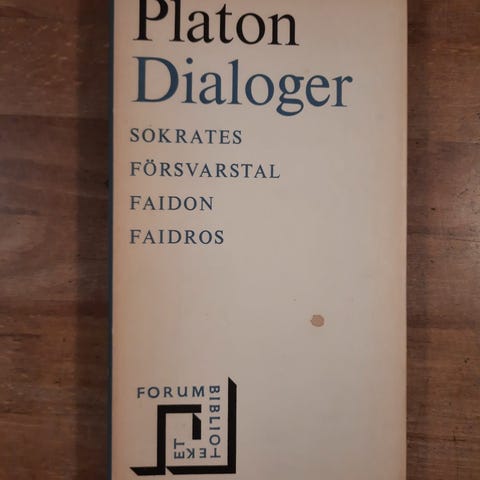 Platon
Dialoger
SOKRATES
FÖRSVARSTAL
FAIDON
FAIDROS
FORUM
BIBLIOTEKET